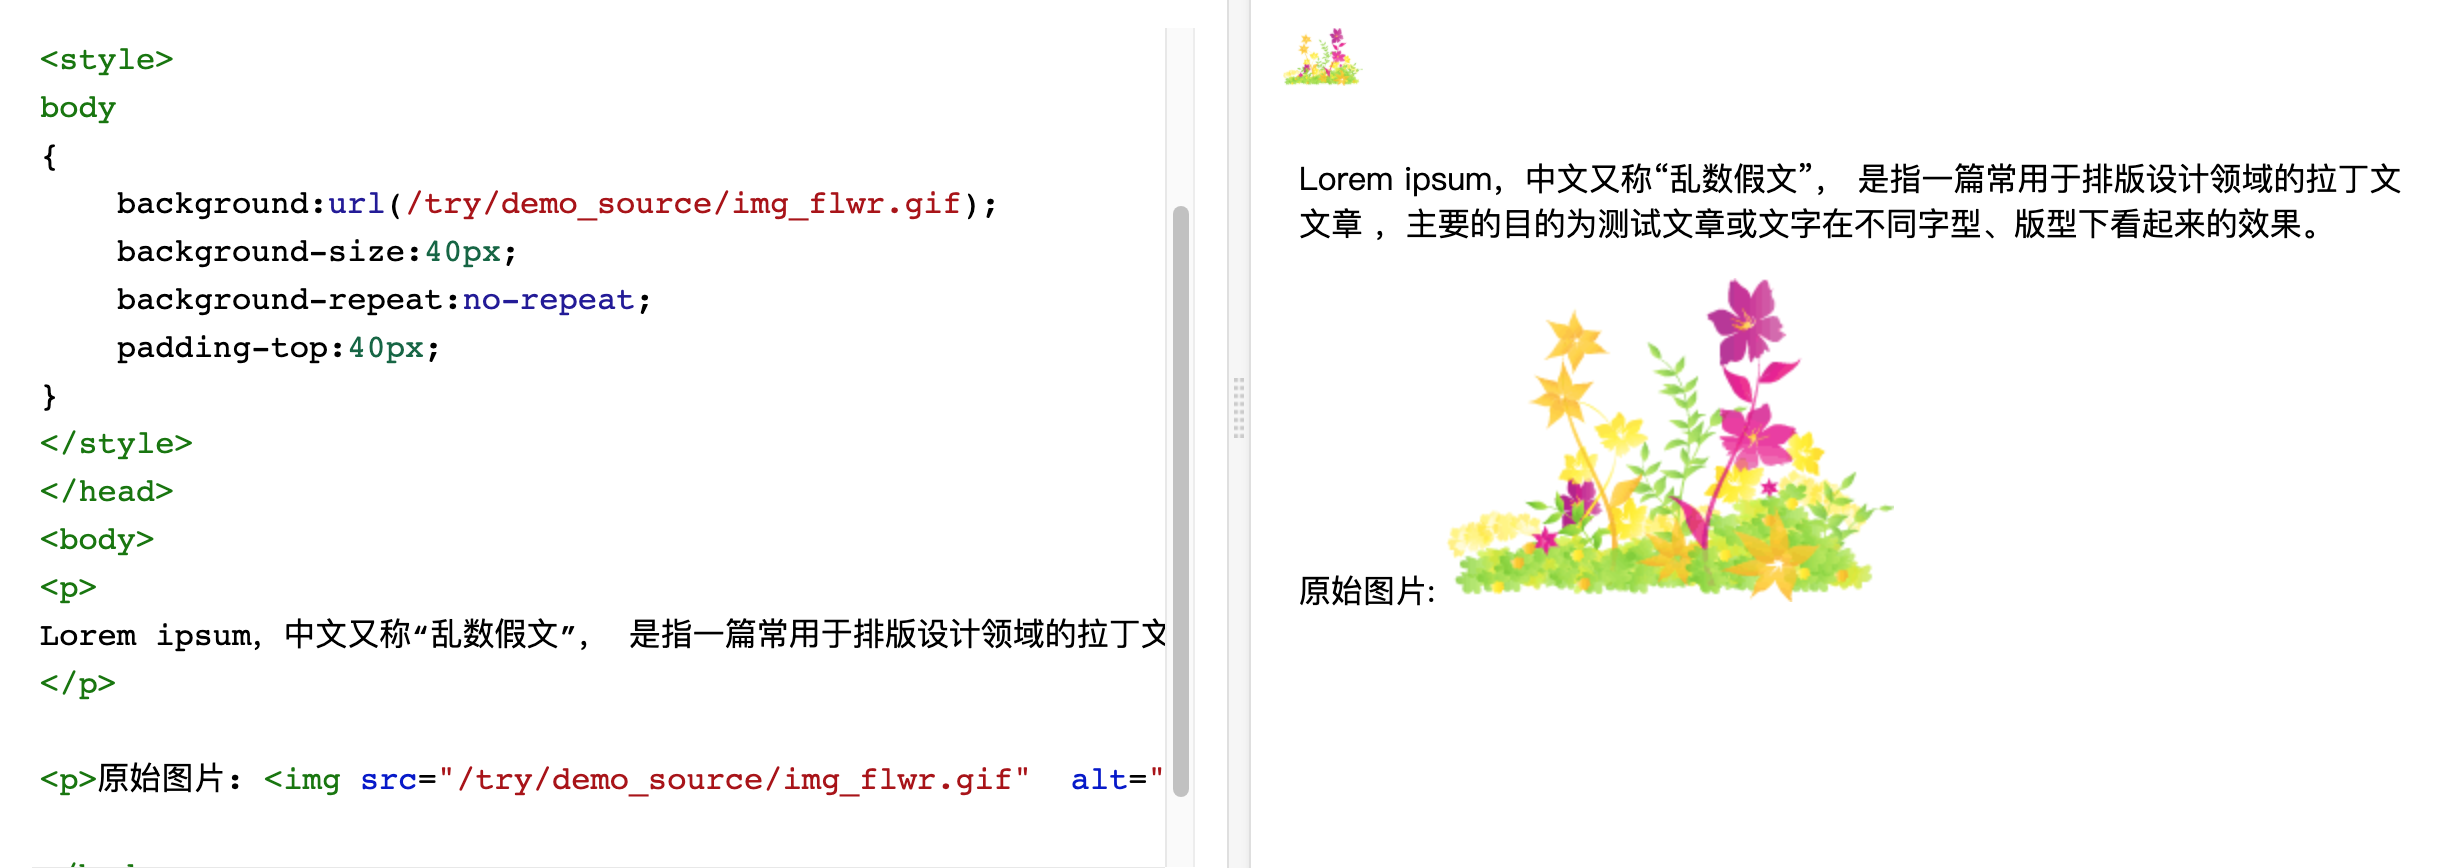 <style>
body
{
background:url(/try/demo_source/img_flwr.gif);
background-size:40px;
background-repeat:no-repeat;
padding-top:40px;
}
</style>
</head>
<body>
<p>
Lorem ipsum，中文又称“乱数假文”， 是指一篇常用于排版设计领域的拉丁文
</p>
<p>原始图片: <img src="/try/demo_source/img_flwr.gif"  alt="
Lorem ipsum，中文又称“乱数假文”， 是指一篇常用于排版设计领域的拉丁文
文章 ，主要的目的为测试文章或文字在不同字型、版型下看起来的效果。
原始图片: